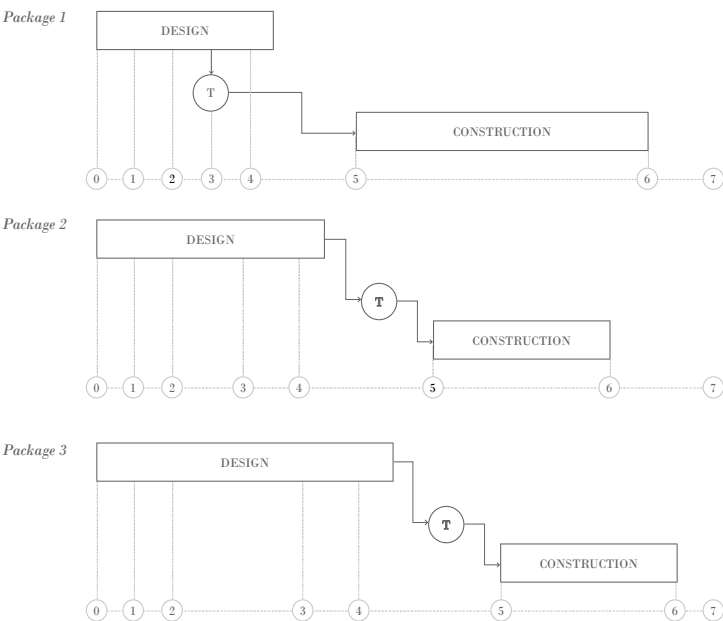 Package 1
DESIGN
T
CONSTRUCTION
0 1 2 3 4 5 6 7
Package 2
DESIGN
T
CONSTRUCTION
0 1 2 3 4 5 6 7
Package 3
DESIGN
T
CONSTRUCTION
0 1 2 3 4 5 6 7